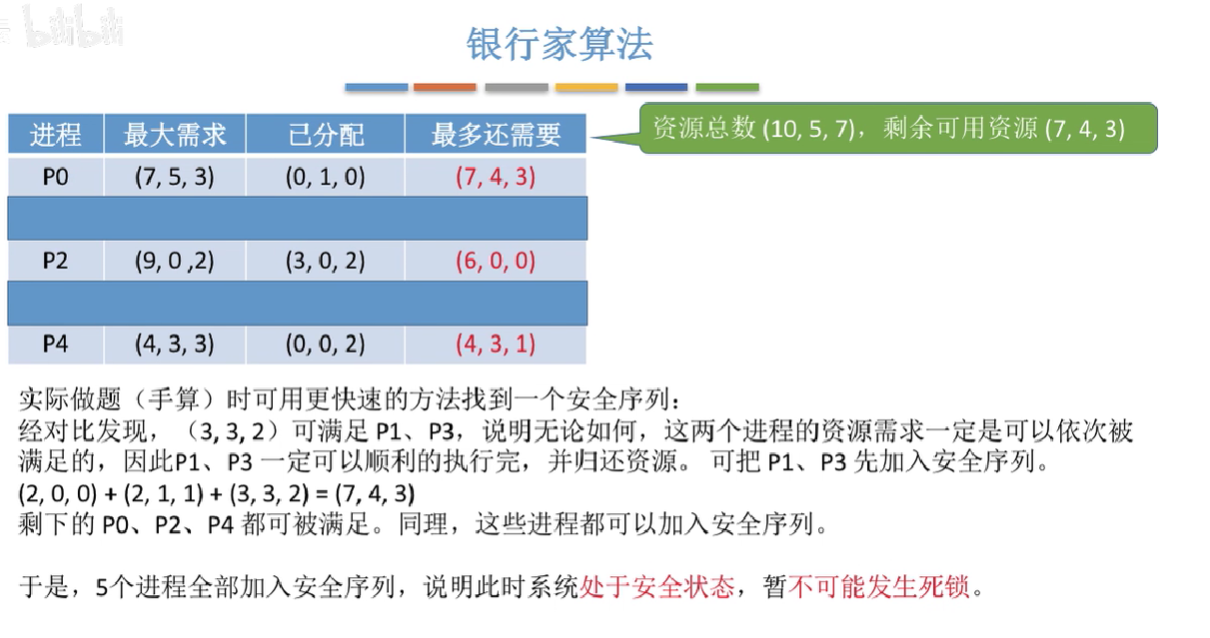 bilibili
银行家算法
资源总数 (10, 5, 7)，剩余可用资源 (7, 4, 3)
进程 最大需求 已分配 最多还需要
P0 (7, 5, 3) (0, 1, 0) (7, 4, 3)
P2 (9, 0 ,2) (3, 0, 2) (6, 0, 0)
P4 (4, 3, 3) (0, 0, 2) (4, 3, 1)
实际做题（手算）时可用更快速的方法找到一个安全序列：
经对比发现，（3, 3, 2）可满足 P1、P3，说明无论如何，这两个进程的资源需求一定是可以依次被
满足的，因此P1、P3 一定可以顺利的执行完，并归还资源。 可把 P1、P3 先加入安全序列。
(2, 0, 0) + (2, 1, 1) + (3, 3, 2) = (7, 4, 3)
剩下的 P0、P2、P4 都可被满足。同理，这些进程都可以加入安全序列。
于是，5个进程全部加入安全序列，说明此时系统处于安全状态，暂不可能发生死锁。